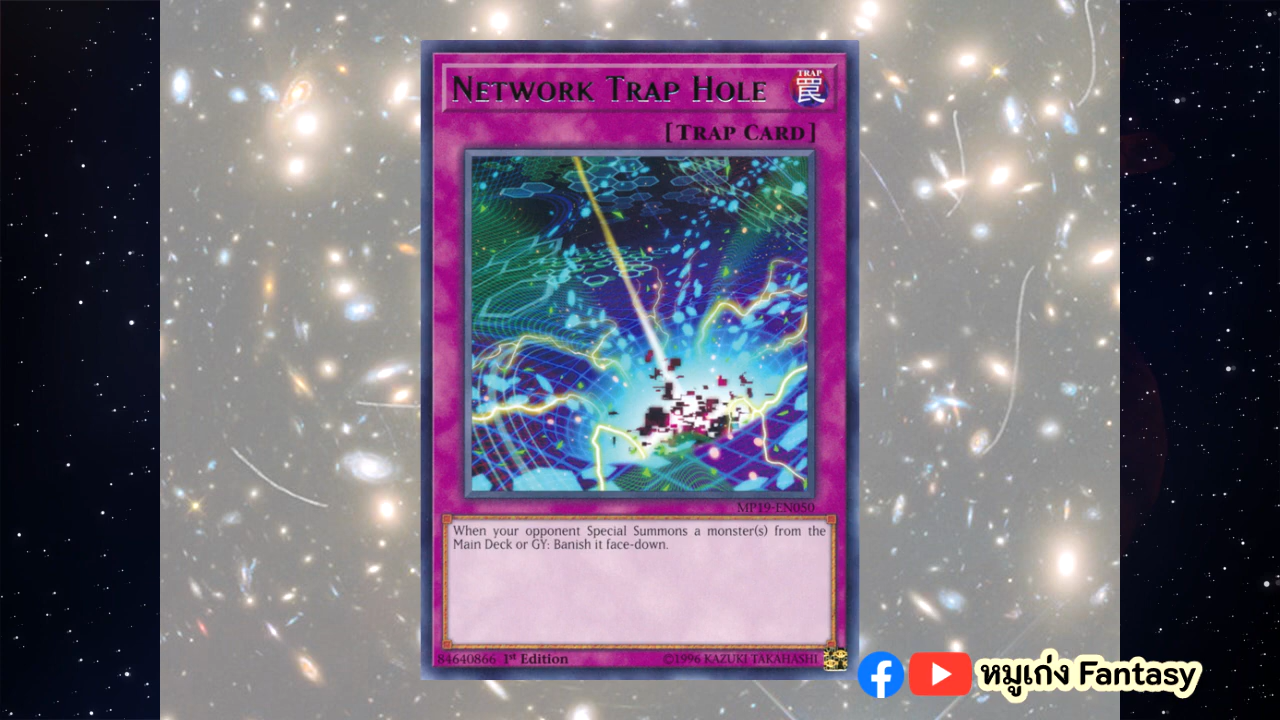 Network Trap Hole
TRAP
罠
[Trap Card]
MP19-EN050
When your opponent Special Summons a monster(s) from the
Main Deck or GY: Banish it face-down.
84640866 1st Edition ©1996 KAZUKI TAKAHASHI
หมูเก่ง Fantasy